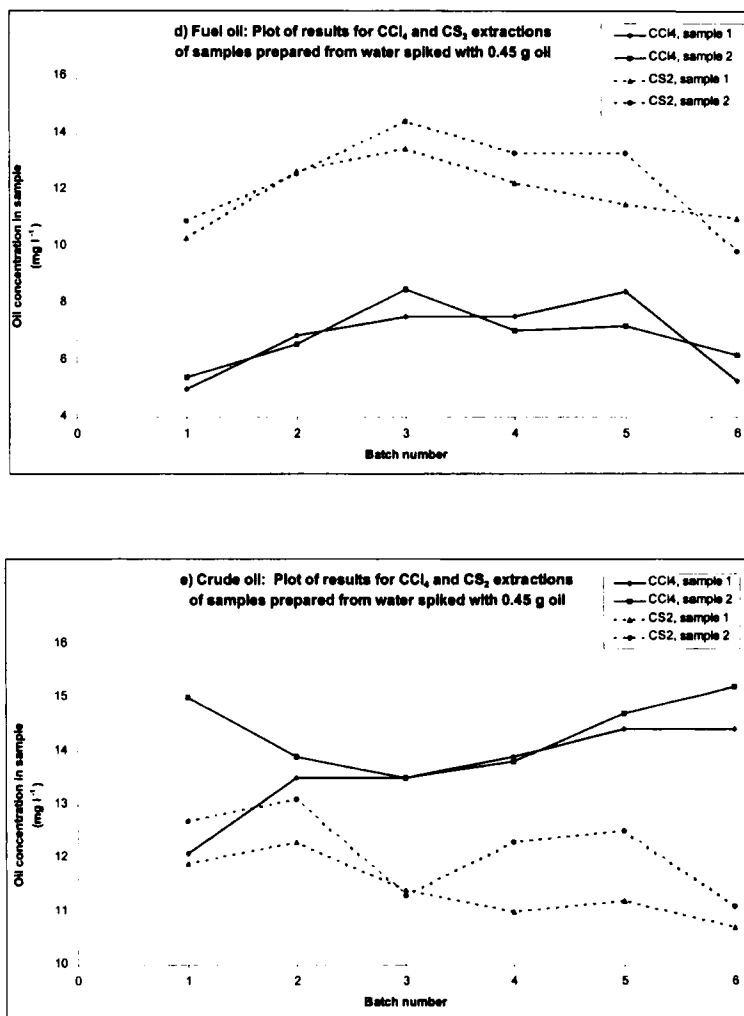 d) Fuel oil: Plot of results for CCl₄ and CS₂ extractions
of samples prepared from water spiked with 0.45 g oil
CCl4, sample 1
CCl4, sample 2
CS2, sample 1
CS2, sample 2
16
14
12
10
8
6
4
Oil concentration in sample
(mg l⁻¹)
0 1 2 3 4 5 6
Batch number
e) Crude oil: Plot of results for CCl₄ and CS₂ extractions
of samples prepared from water spiked with 0.45 g oil
CCl4, sample 1
CCl4, sample 2
CS2, sample 1
CS2, sample 2
16
15
14
13
12
11
10
Oil concentration in sample
(mg l⁻¹)
0 1 2 3 4 5 6
Batch number